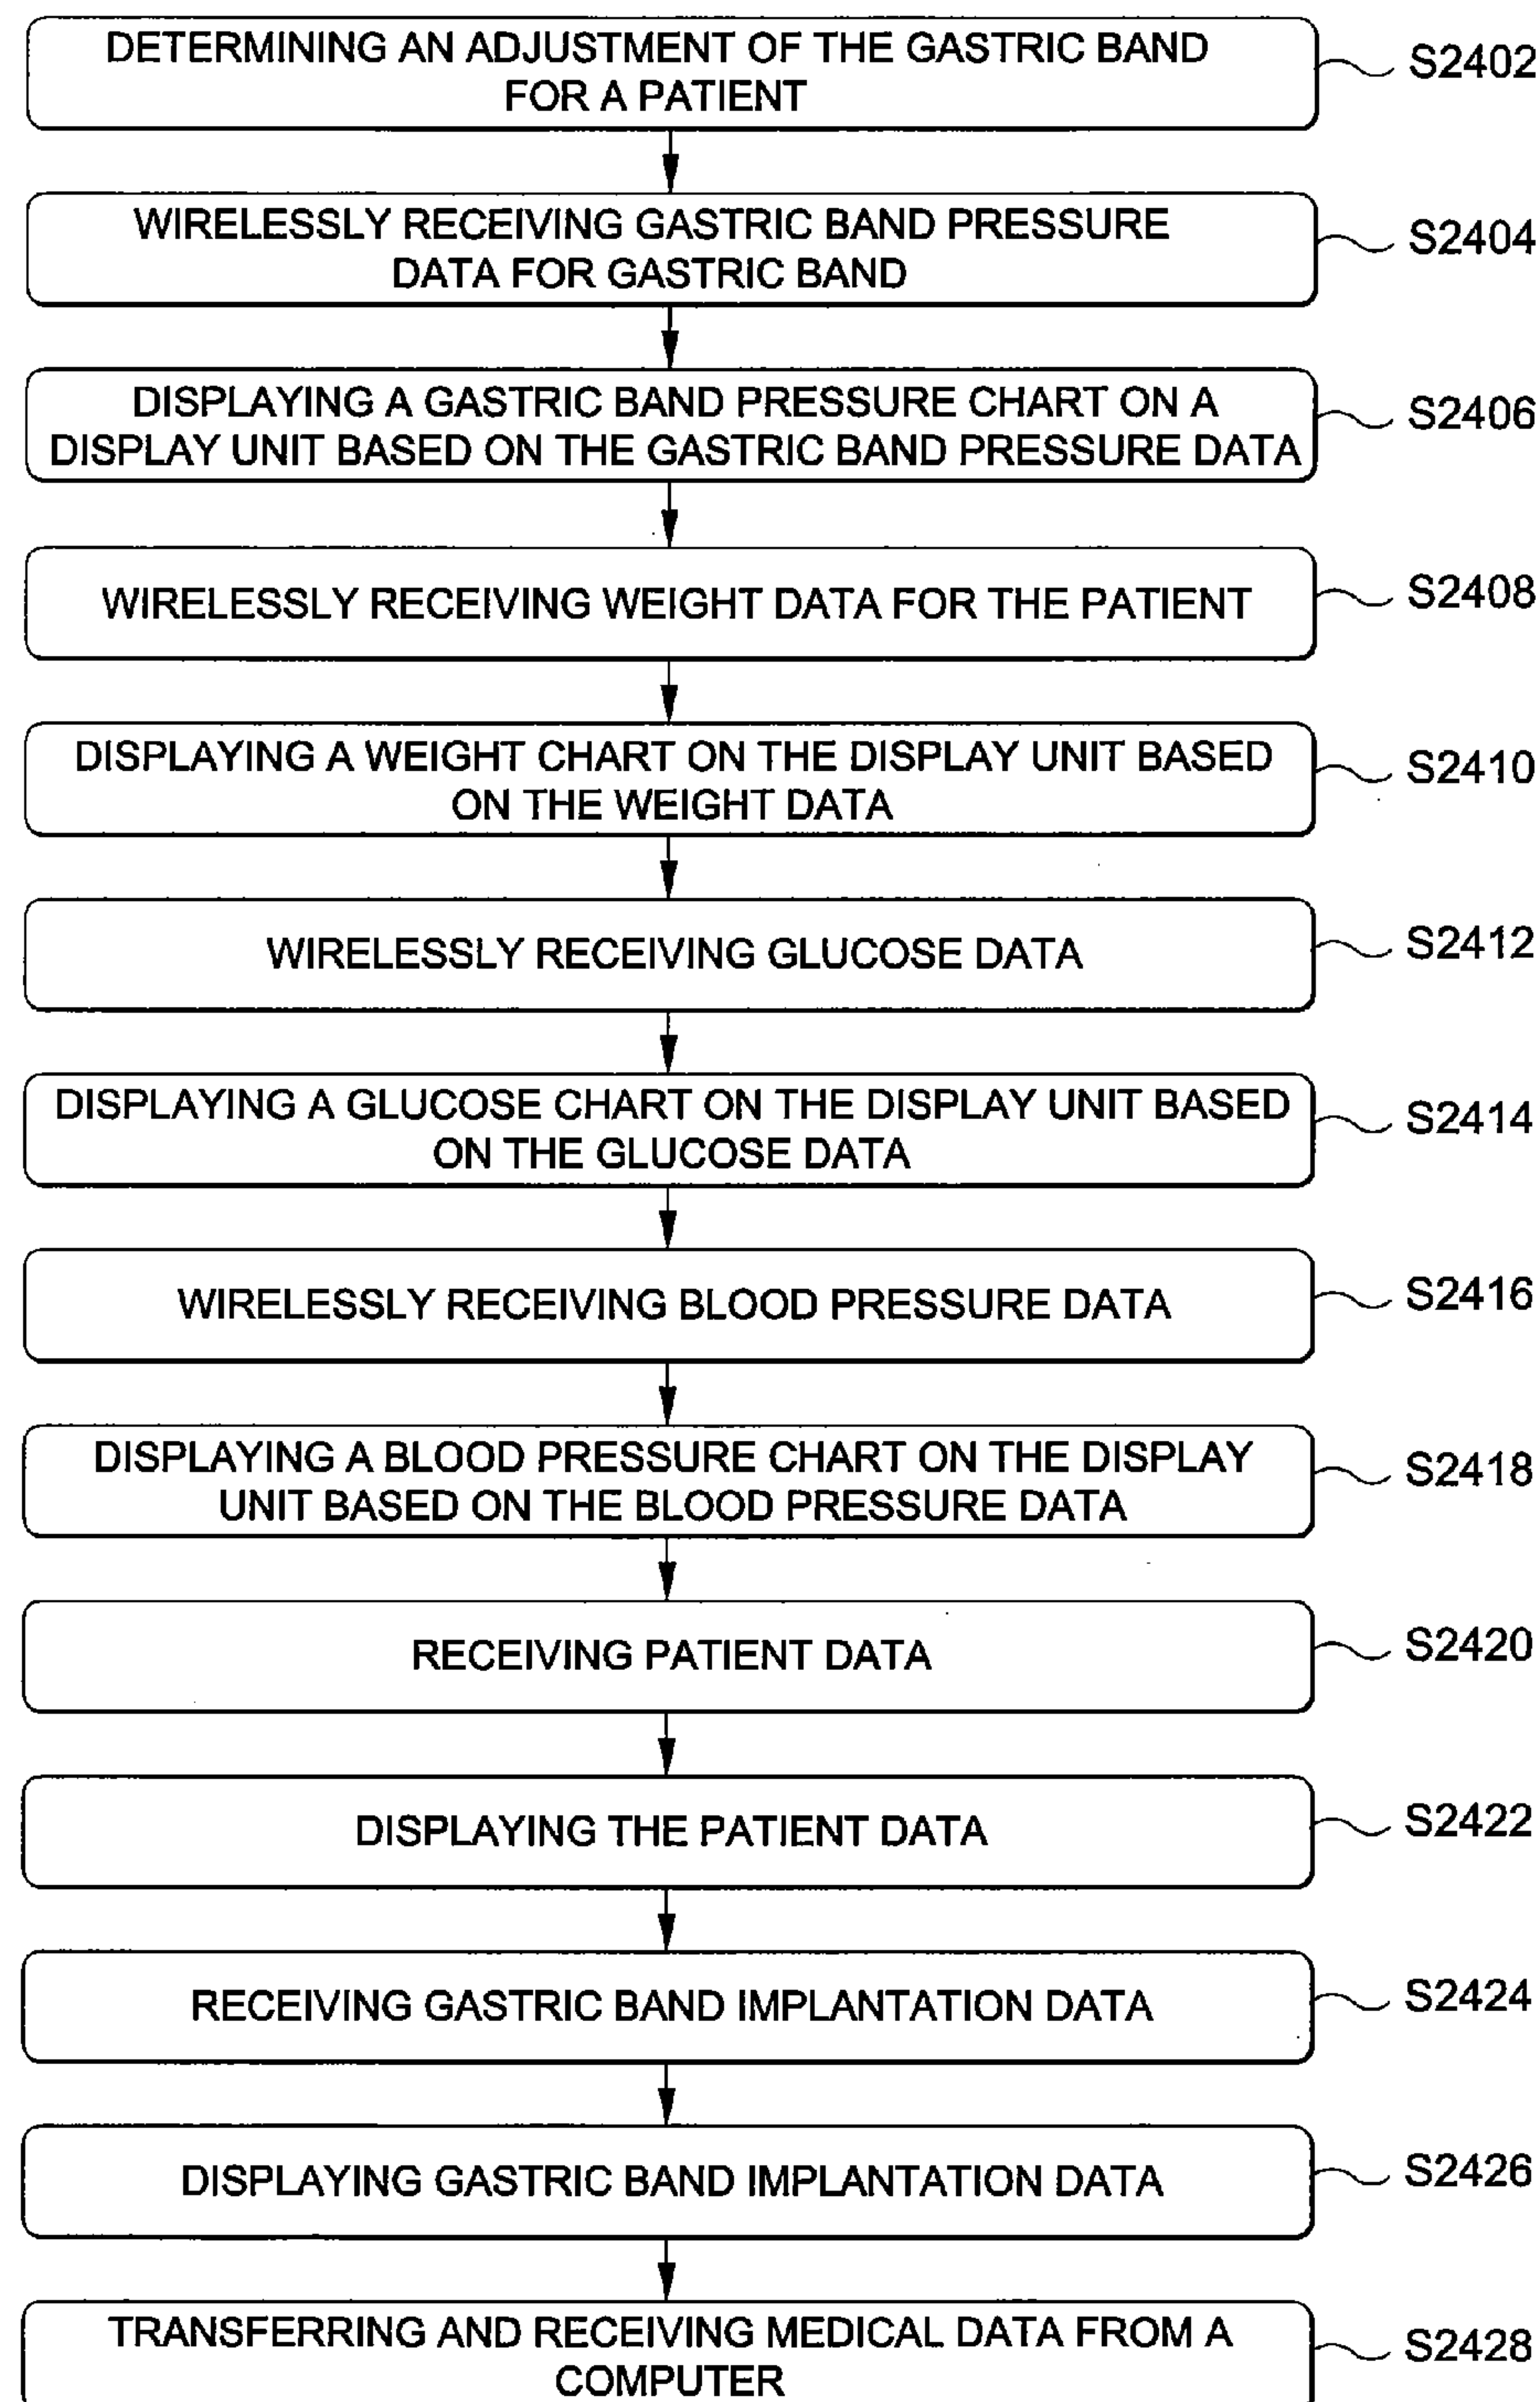 DETERMINING AN ADJUSTMENT OF THE GASTRIC BAND
FOR A PATIENT
S2402
WIRELESSLY RECEIVING GASTRIC BAND PRESSURE
DATA FOR GASTRIC BAND
S2404
DISPLAYING A GASTRIC BAND PRESSURE CHART ON A
DISPLAY UNIT BASED ON THE GASTRIC BAND PRESSURE DATA
S2406
WIRELESSLY RECEIVING WEIGHT DATA FOR THE PATIENT
S2408
DISPLAYING A WEIGHT CHART ON THE DISPLAY UNIT BASED
ON THE WEIGHT DATA
S2410
WIRELESSLY RECEIVING GLUCOSE DATA
S2412
DISPLAYING A GLUCOSE CHART ON THE DISPLAY UNIT BASED
ON THE GLUCOSE DATA
S2414
WIRELESSLY RECEIVING BLOOD PRESSURE DATA
S2416
DISPLAYING A BLOOD PRESSURE CHART ON THE DISPLAY
UNIT BASED ON THE BLOOD PRESSURE DATA
S2418
RECEIVING PATIENT DATA
S2420
DISPLAYING THE PATIENT DATA
S2422
RECEIVING GASTRIC BAND IMPLANTATION DATA
S2424
DISPLAYING GASTRIC BAND IMPLANTATION DATA
S2426
TRANSFERRING AND RECEIVING MEDICAL DATA FROM A
COMPUTER
S2428